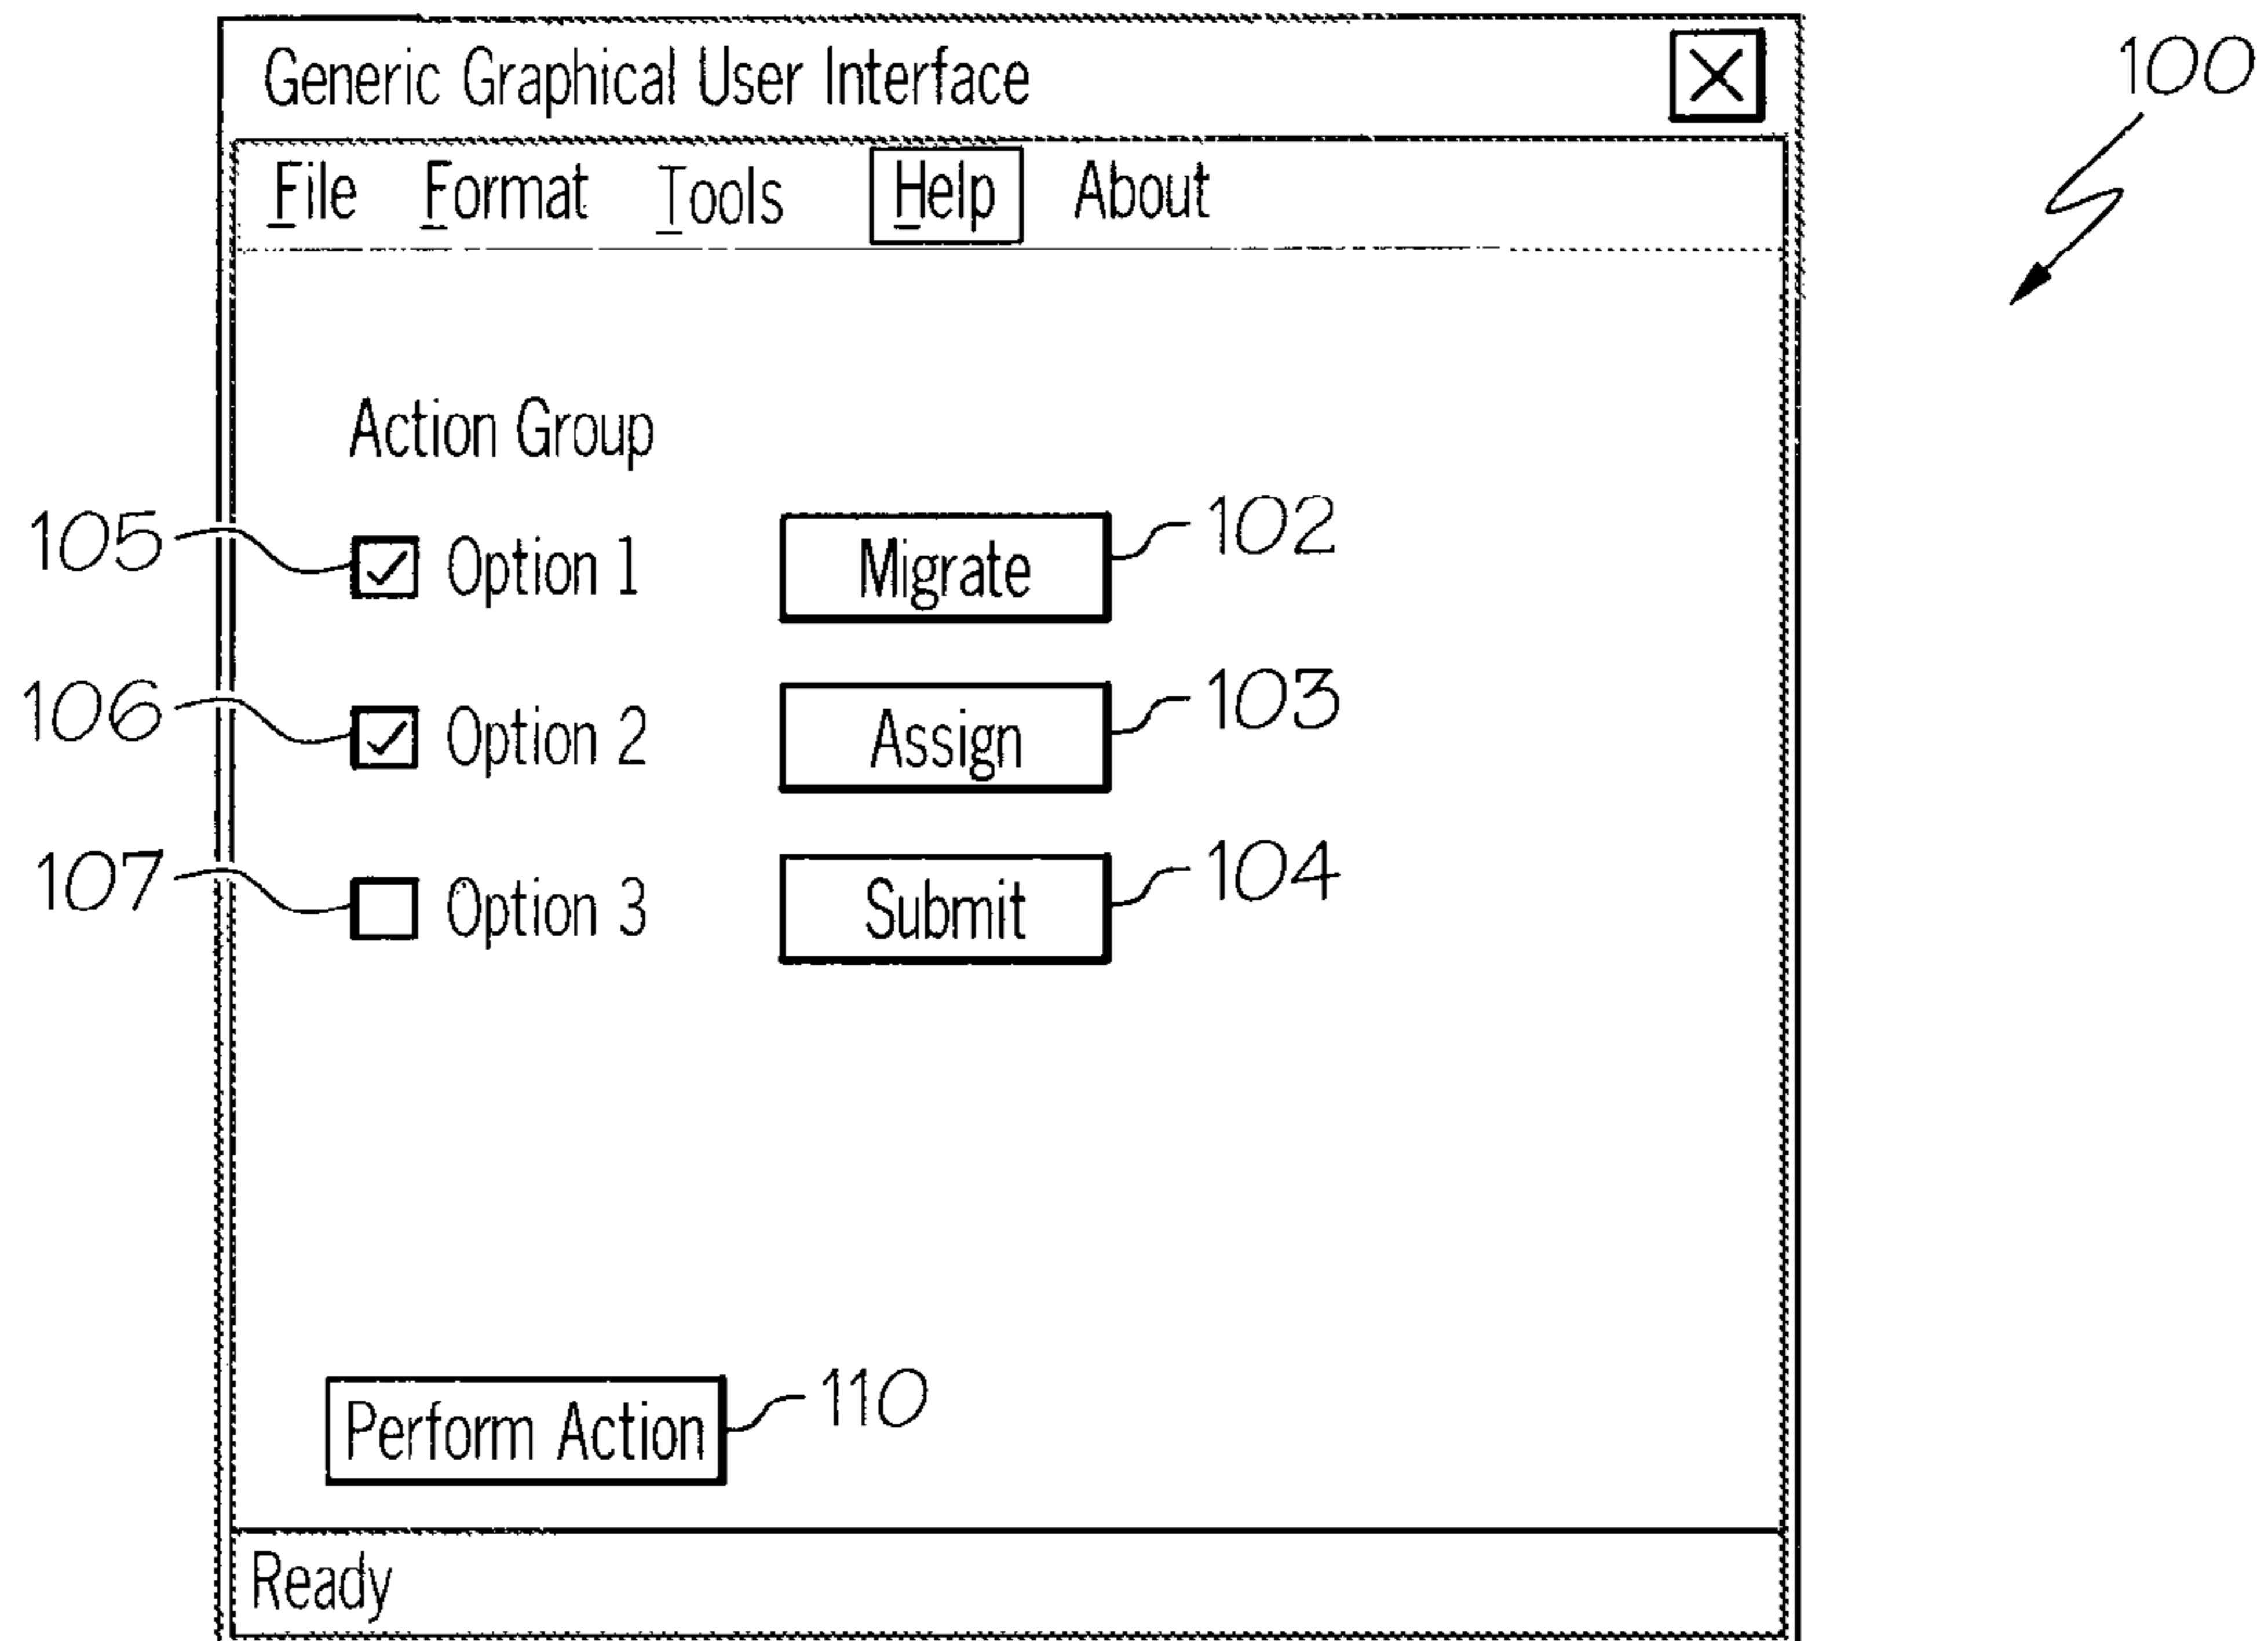 Generic Graphical User Interface
100
File Format Tools Help About
Action Group
105 Option 1 Migrate 102
106 Option 2 Assign 103
107 Option 3 Submit 104
Perform Action 110
Ready